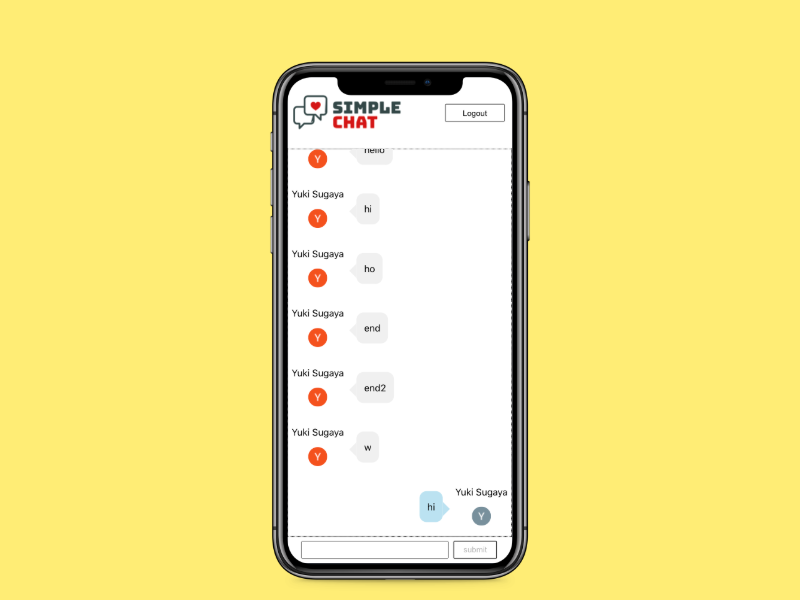 SIMPLE
CHAT
Logout
Y
hello
Yuki Sugaya
Y
hi
Yuki Sugaya
Y
ho
Yuki Sugaya
Y
end
Yuki Sugaya
Y
end2
Yuki Sugaya
Y
w
Yuki Sugaya
hi
Y
submit